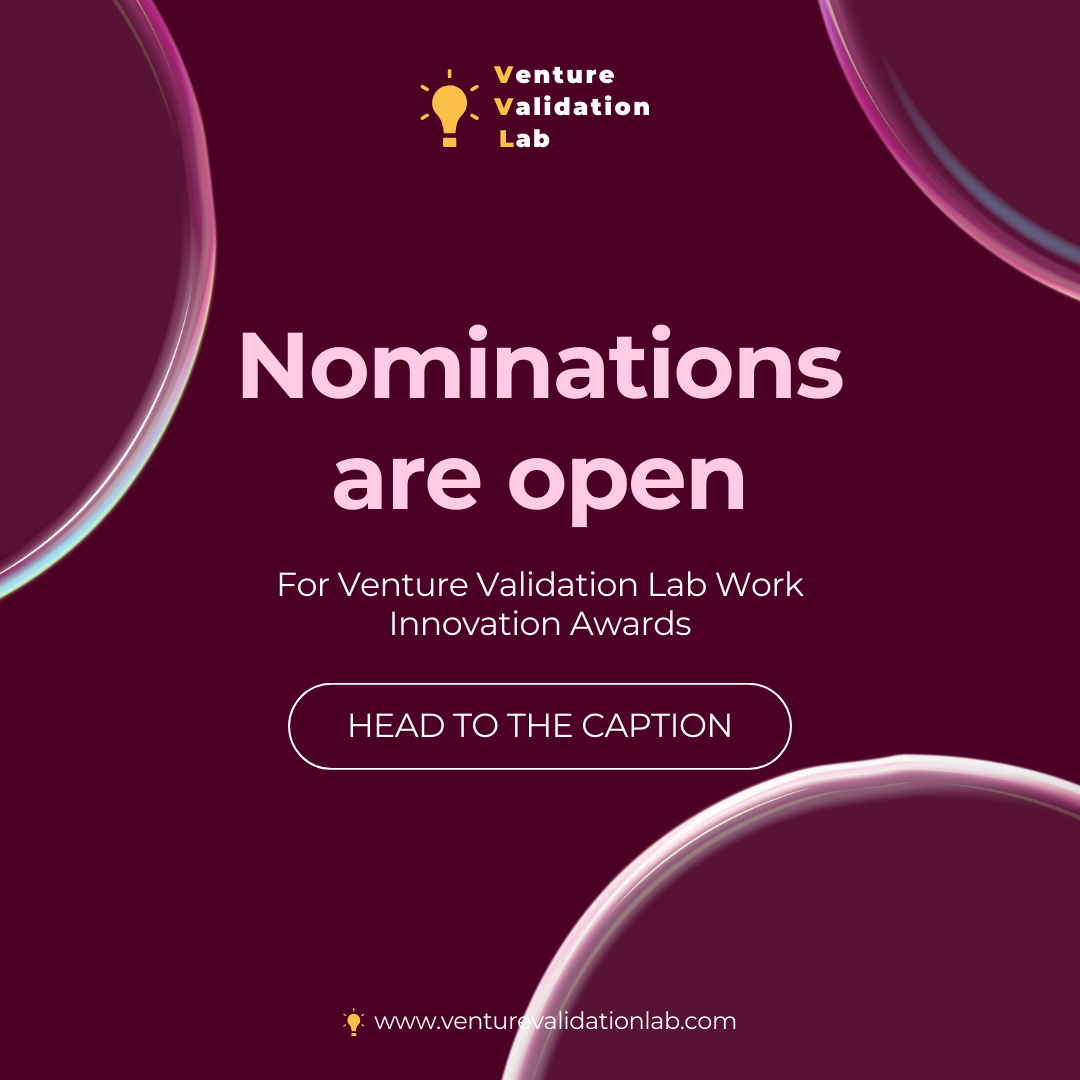 Venture
Validation
Lab
Nominations
are open
For Venture Validation Lab Work
Innovation Awards
HEAD TO THE CAPTION
www.venturevalidationlab.com